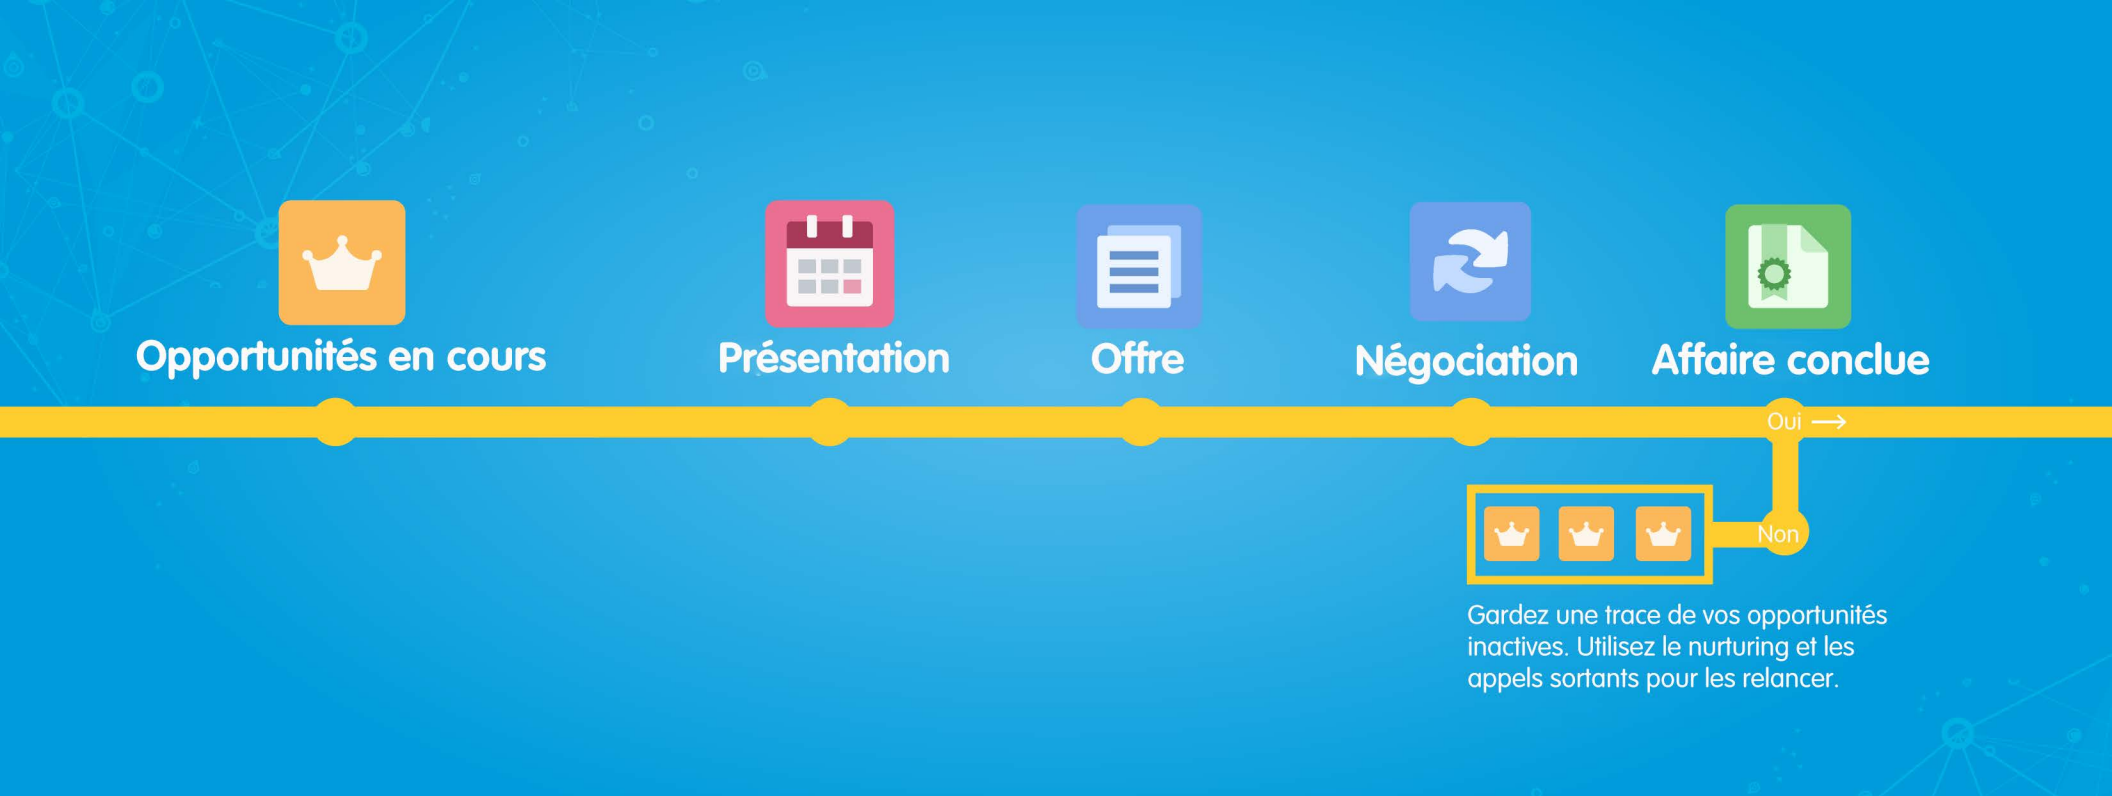 Opportunités en cours
Présentation
Offre
Négociation
Affaire conclue
Oui →
Non
Gardez une trace de vos opportunités
inactives. Utilisez le nurturing et les
appels sortants pour les relancer.